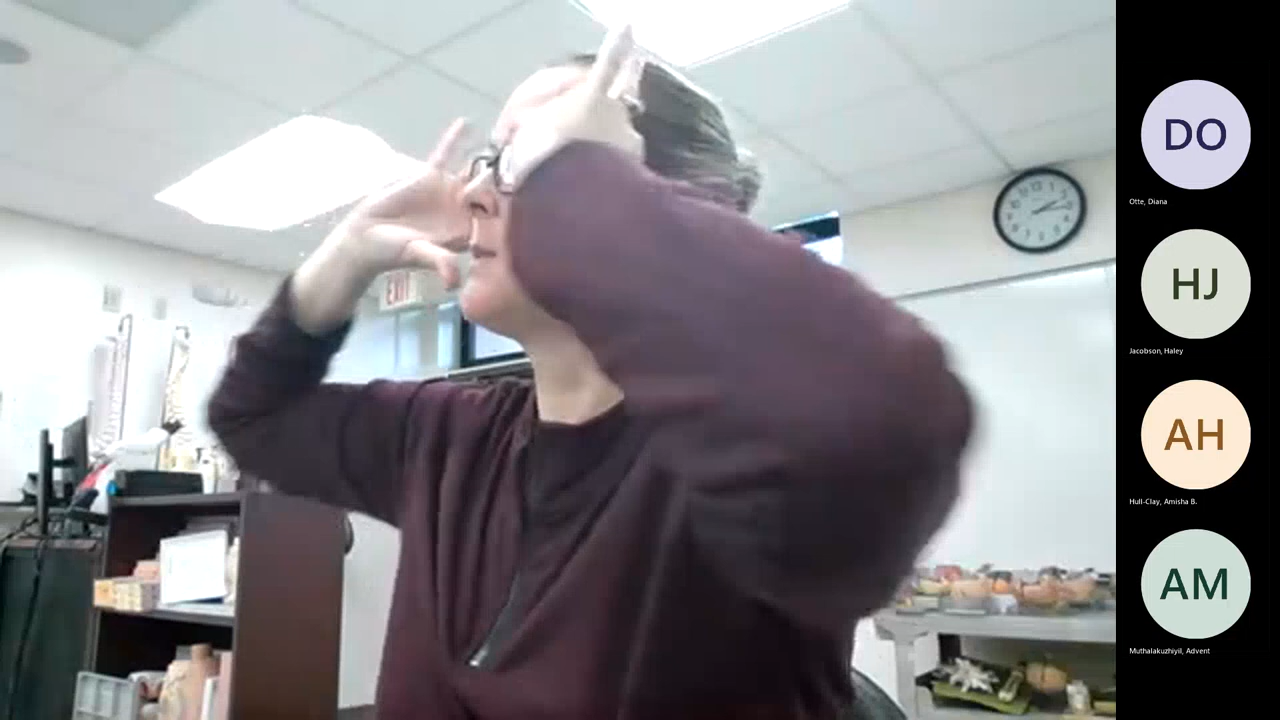 EXIT
DO
Otte, Diana
HJ
Jacobson, Haley
AH
Hull-Clay, Amisha B.
AM
Muthalakuzhiyil, Advent